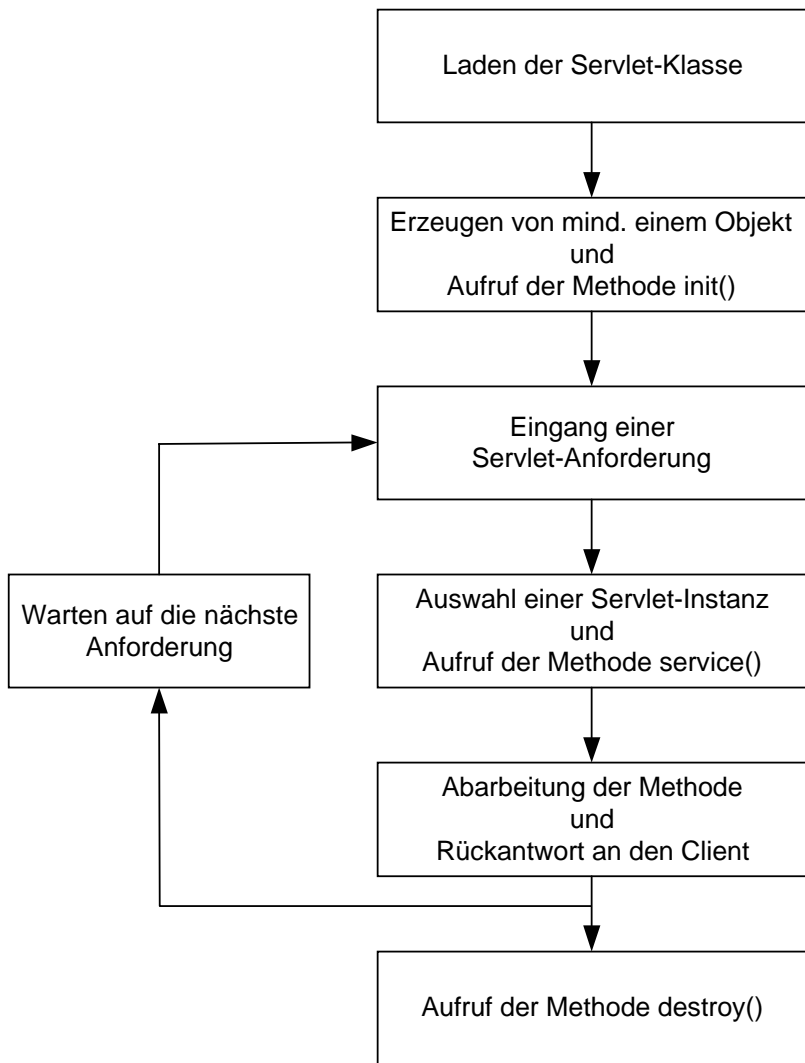 Laden der Servlet-Klasse
Erzeugen von mind. einem Objekt
und
Aufruf der Methode init()
Eingang einer
Servlet-Anforderung
Warten auf die nächste
Anforderung
Auswahl einer Servlet-Instanz
und
Aufruf der Methode service()
Abarbeitung der Methode
und
Rückantwort an den Client
Aufruf der Methode destroy()